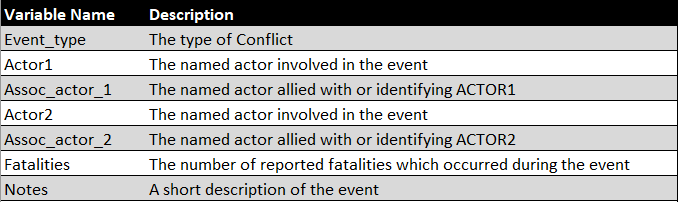 Variable Name Description
Event_type The type of Conflict
Actor1 The named actor involved in the event
Assoc_actor_1 The named actor allied with or identifying ACTOR1
Actor2 The named actor involved in the event
Assoc_actor_2 The named actor allied with or identifying ACTOR2
Fatalities The number of reported fatalities which occurred during the event
Notes A short description of the event